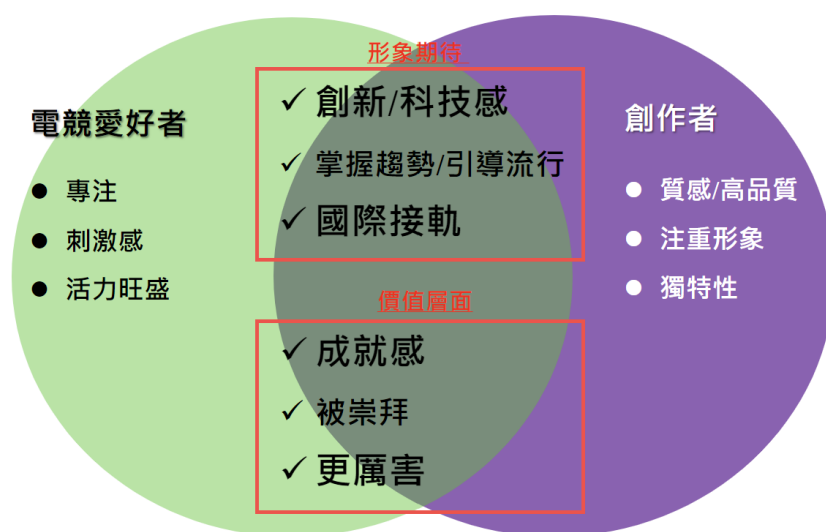 形象期待
✓ 創新/科技感
✓ 掌握趨勢/引導流行
✓ 國際接軌
電競愛好者
● 專注
● 刺激感
● 活力旺盛
創作者
● 質感/高品質
● 注重形象
● 獨特性
價值層面
✓ 成就感
✓ 被崇拜
✓ 更厲害